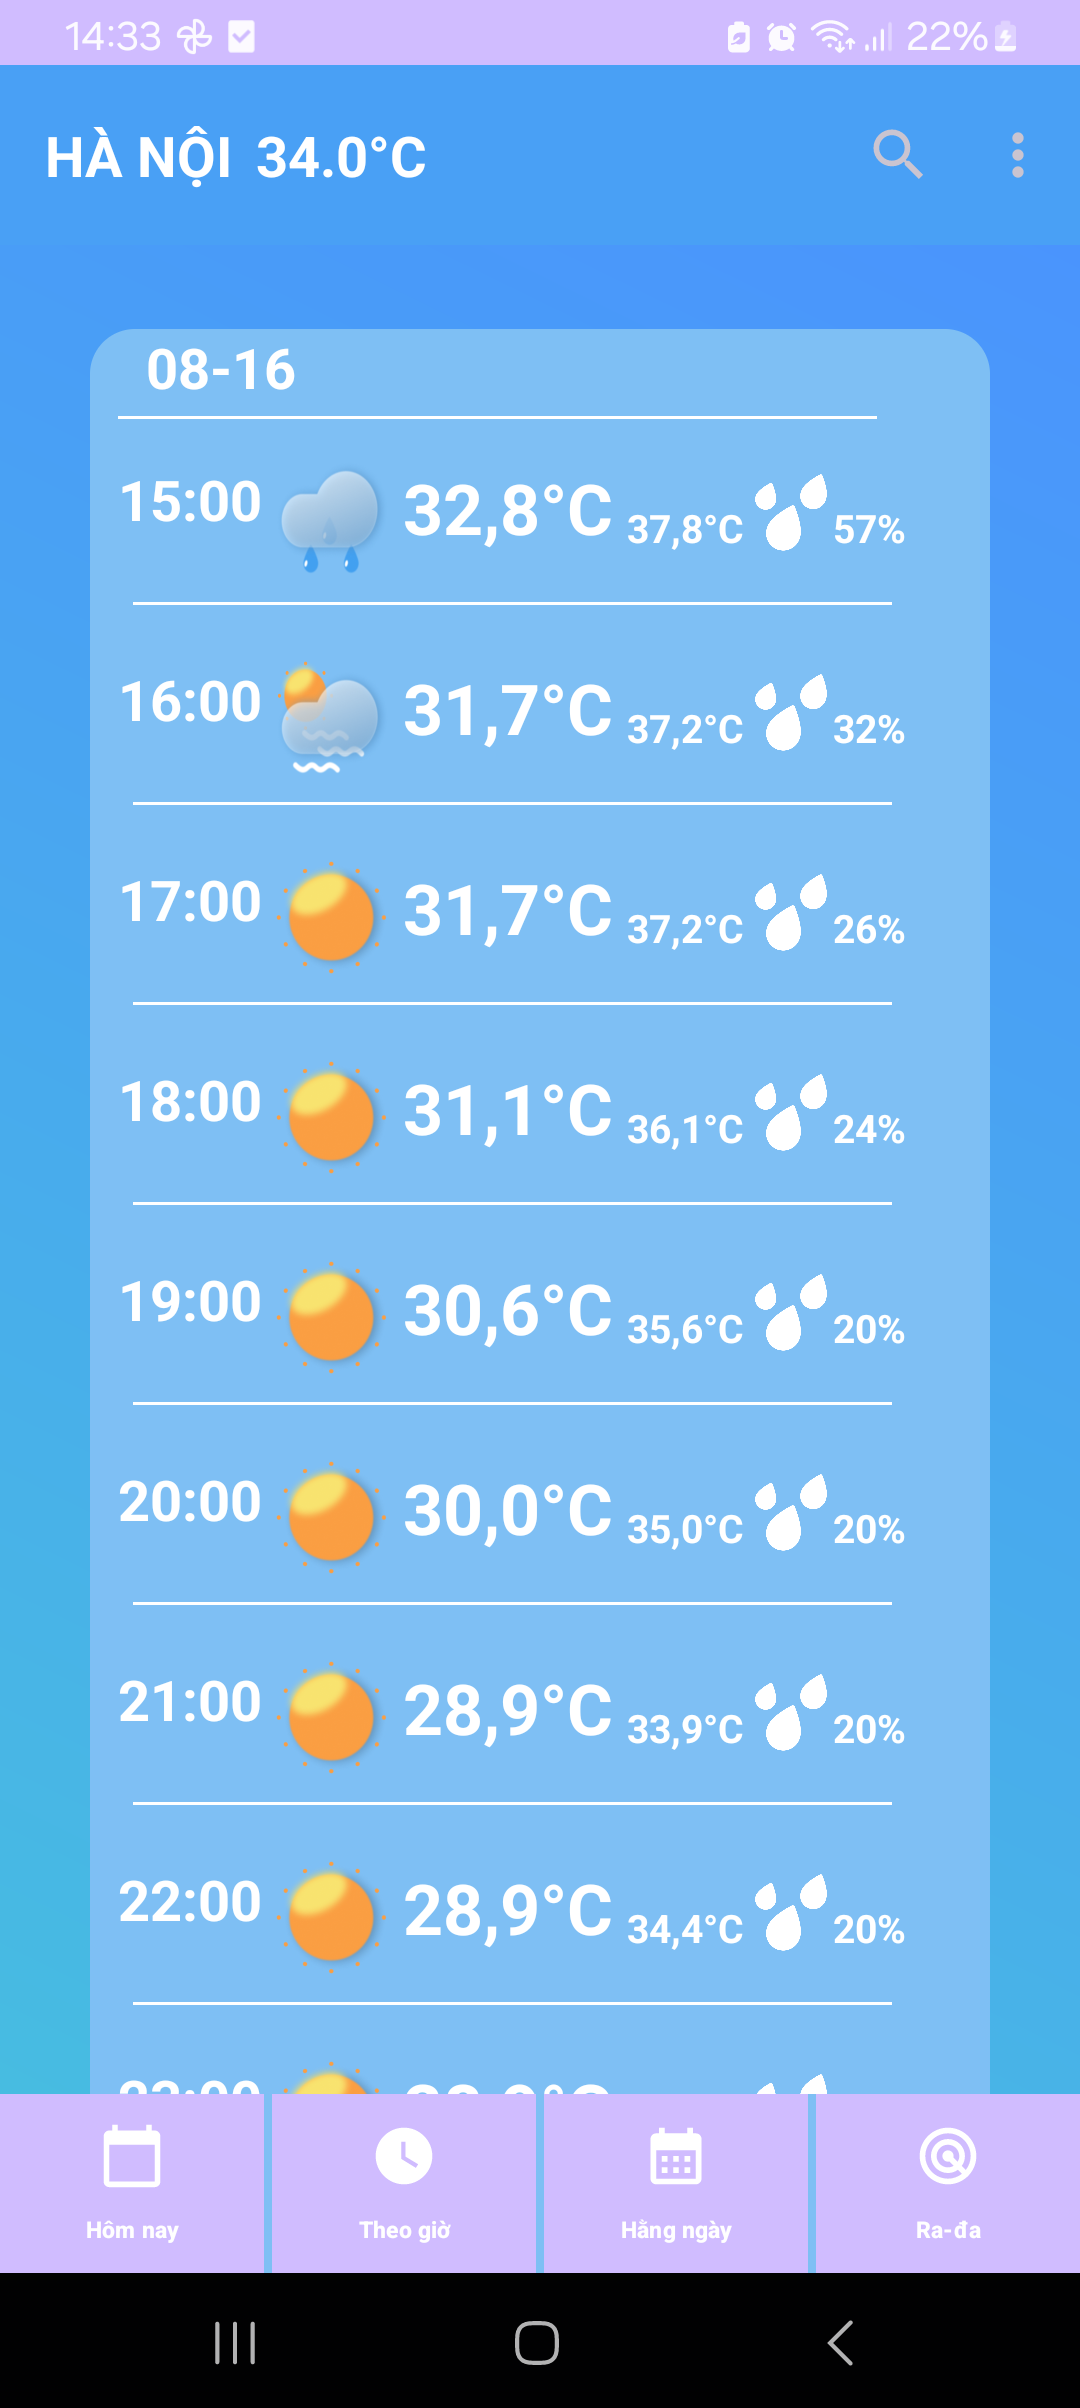 14:33 22%
HÀ NỘI 34.0°C
08-16
15:00 32,8°C 37,8°C 57%
16:00 31,7°C 37,2°C 32%
17:00 31,7°C 37,2°C 26%
18:00 31,1°C 36,1°C 24%
19:00 30,6°C 35,6°C 20%
20:00 30,0°C 35,0°C 20%
21:00 28,9°C 33,9°C 20%
22:00 28,9°C 34,4°C 20%
Hôm nay Theo giờ Hằng ngày Ra-đa